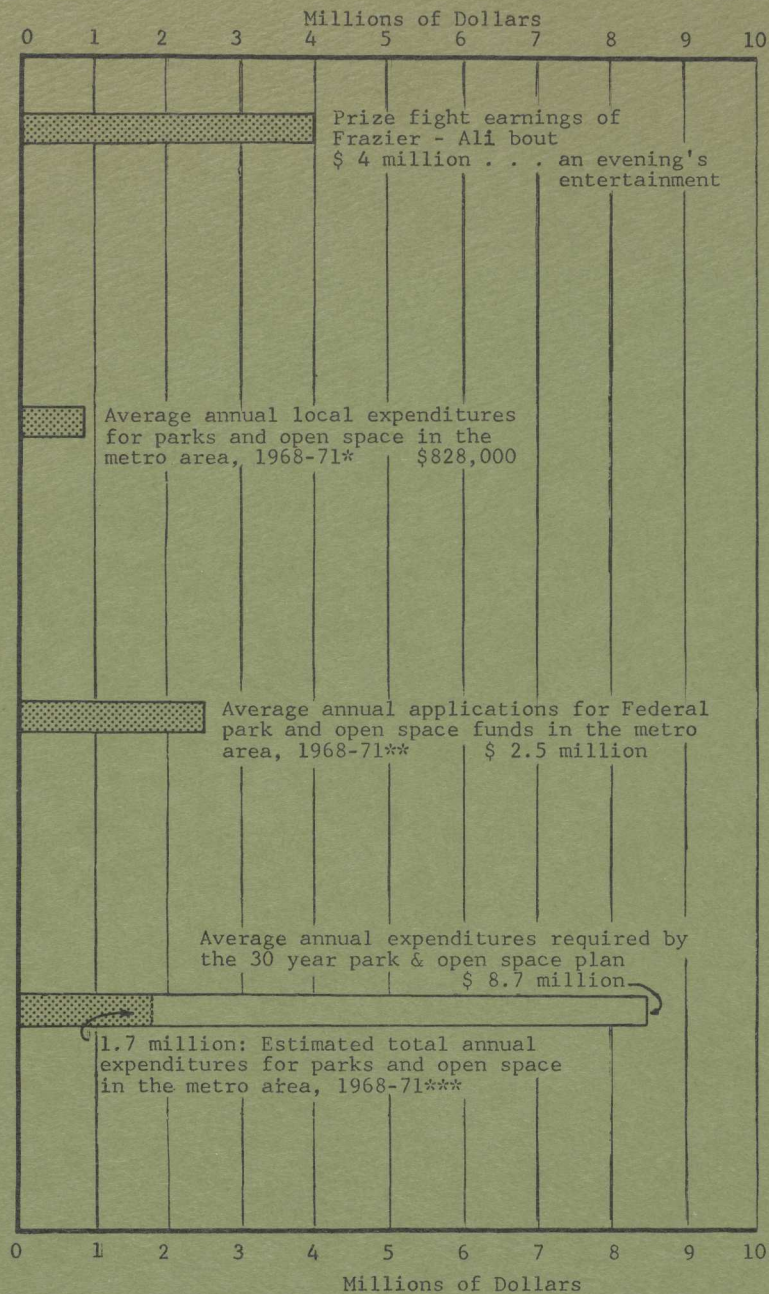 Millions of Dollars
0 1 2 3 4 5 6 7 8 9 10
Prize fight earnings of
Frazier - Ali bout
$ 4 million . . . an evening's
entertainment
Average annual local expenditures
for parks and open space in the
metro area, 1968-71* $828,000
Average annual applications for Federal
park and open space funds in the metro
area, 1968-71** $ 2.5 million
Average annual expenditures required by
the 30 year park & open space plan
$ 8.7 million
1.7 million: Estimated total annual
expenditures for parks and open space
in the metro area, 1968-71***
0 1 2 3 4 5 6 7 8 9 10
Millions of Dollars